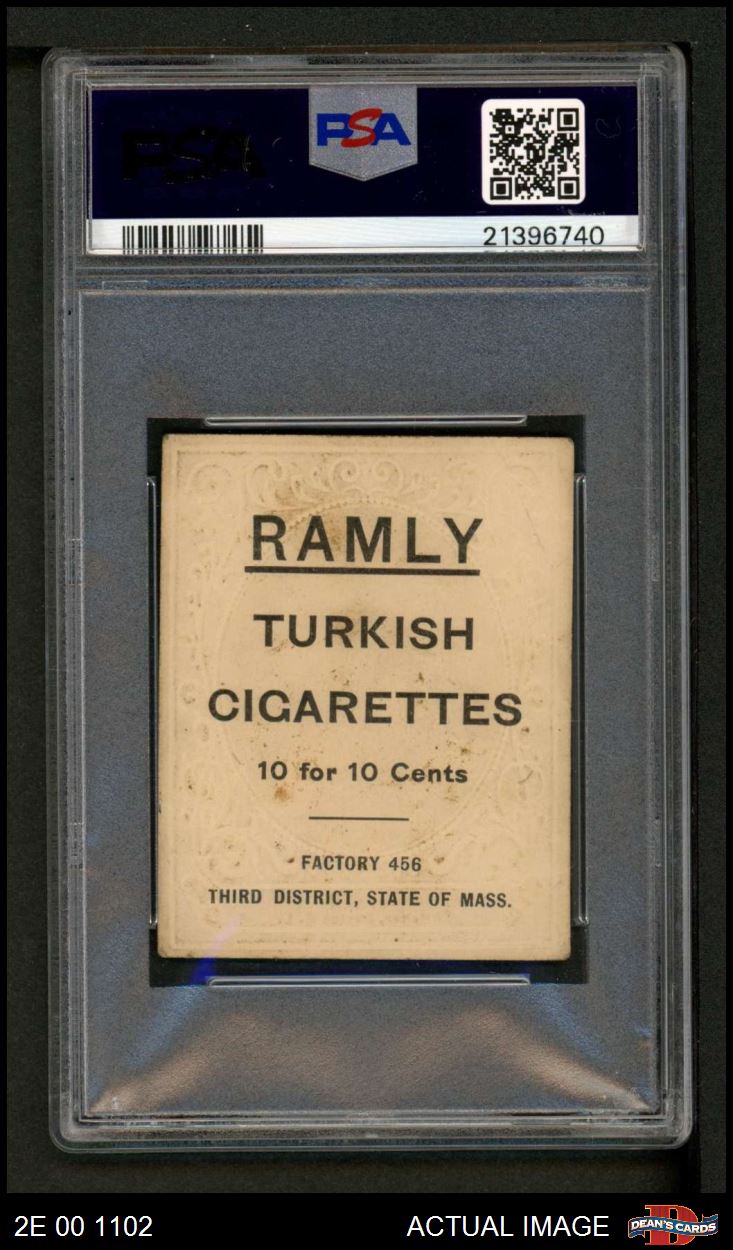 PSA
PSA
21396740
RAMLY
TURKISH
CIGARETTES
10 for 10 Cents
FACTORY 456
THIRD DISTRICT, STATE OF MASS.
2E 00 1102
ACTUAL IMAGE
D
DEAN'S CARDS